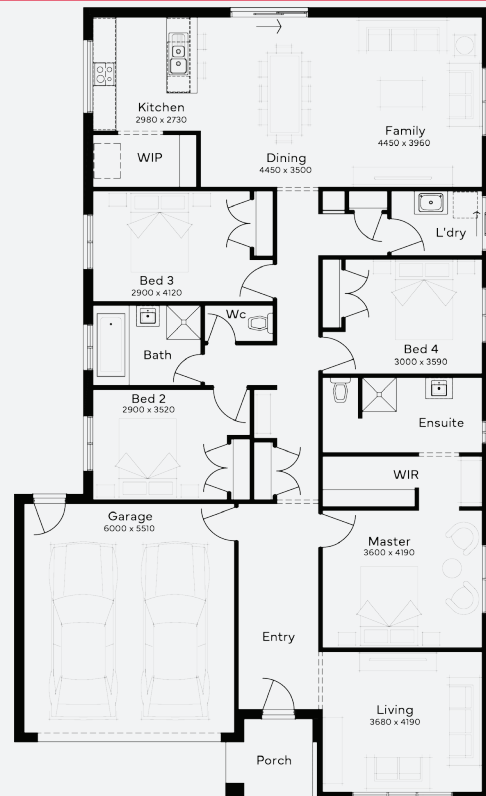 Kitchen
2980 x 2730
WIP
Dining
4450 x 3500
Family
4450 x 3960
L'dry
Bed 3
2900 x 4120
Wc
Bath
Bed 4
3000 x 3590
Bed 2
2900 x 3520
Ensuite
WIR
Garage
6000 x 5510
Master
3600 x 4190
Entry
Living
3680 x 4190
Porch